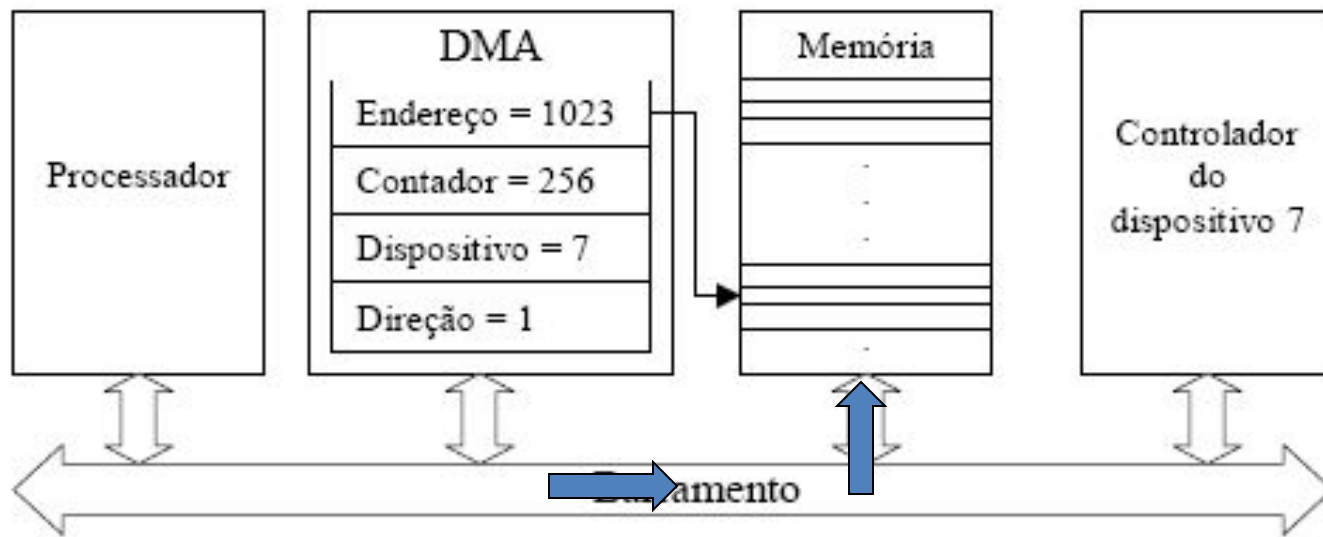 Processador
DMA
Endereço = 1023
Contador = 256
Dispositivo = 7
Direção = 1
Memória
Controlador
do
dispositivo 7